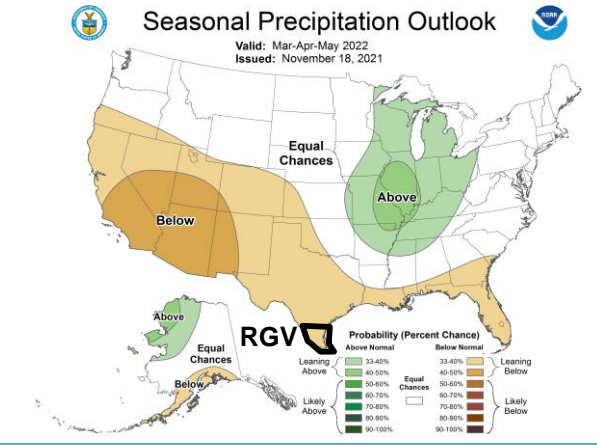 Seasonal Precipitation Outlook
NOAA
Valid: Mar-Apr-May 2022
Issued: November 18, 2021
Equal
Chances
Above
Below
Above
Equal
Chances
Below
RGV
Probability (Percent Chance)
Above Normal Below Normal
Leaning
Above
33-40%
40-50%
Likely
Above
50-60%
60-70%
70-80%
80-90%
90-100%
Equal
Chances
33-40%
40-50%
Leaning
Below
50-60%
60-70%
70-80%
80-90%
90-100%
Likely
Below